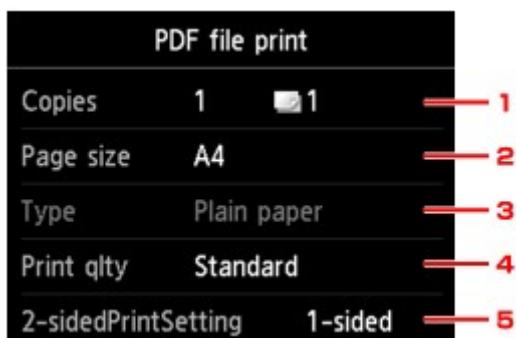 PDF file print
Copies 1 1 1
Page size A4 2
Type Plain paper 3
Print qlty Standard 4
2-sidedPrintSetting 1-sided 5